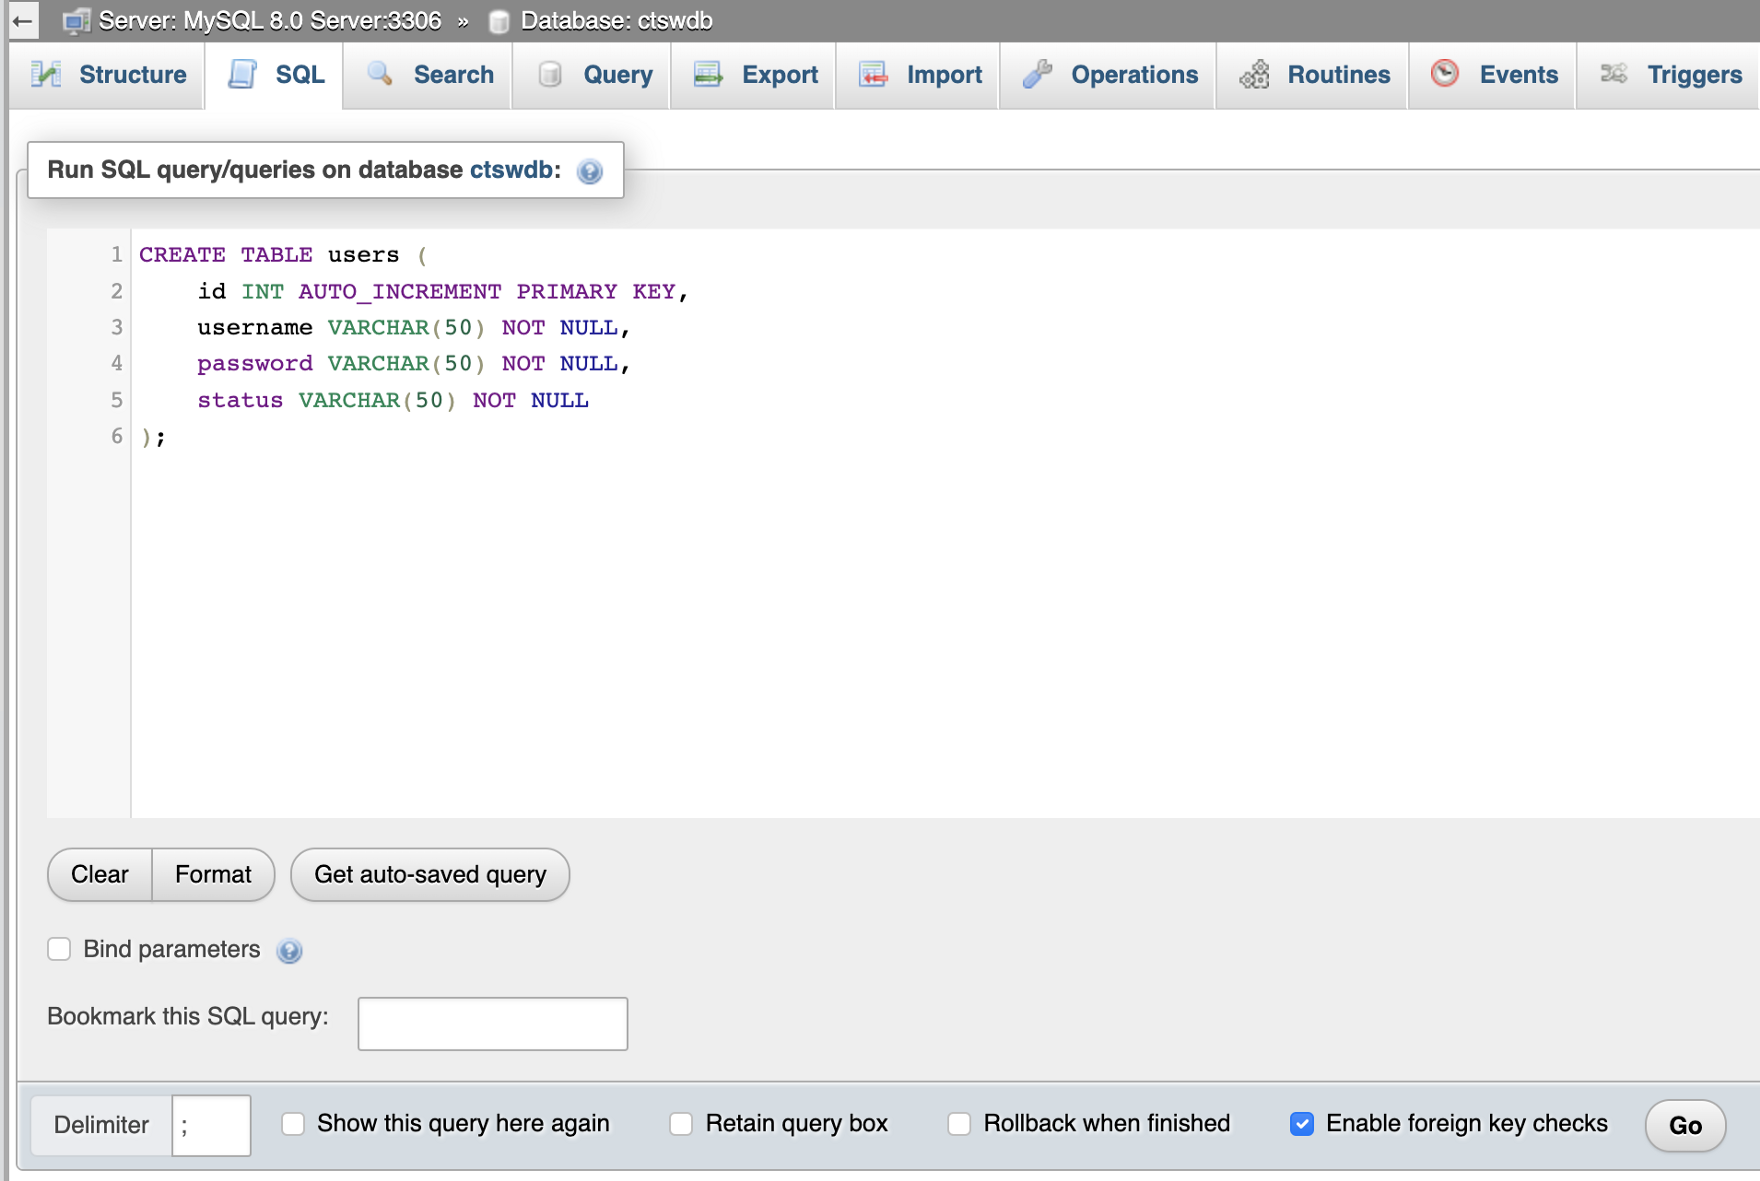 ← Server: MySQL 8.0 Server:3306 » Database: ctswdb
Structure SQL Search Query Export Import Operations Routines Events Triggers
Run SQL query/queries on database ctswdb:
1 CREATE TABLE users (
2 id INT AUTO_INCREMENT PRIMARY KEY,
3 username VARCHAR(50) NOT NULL,
4 password VARCHAR(50) NOT NULL,
5 status VARCHAR(50) NOT NULL
6 );
Clear Format Get auto-saved query
Bind parameters
Bookmark this SQL query:
Delimiter ; Show this query here again Retain query box Rollback when finished Enable foreign key checks Go